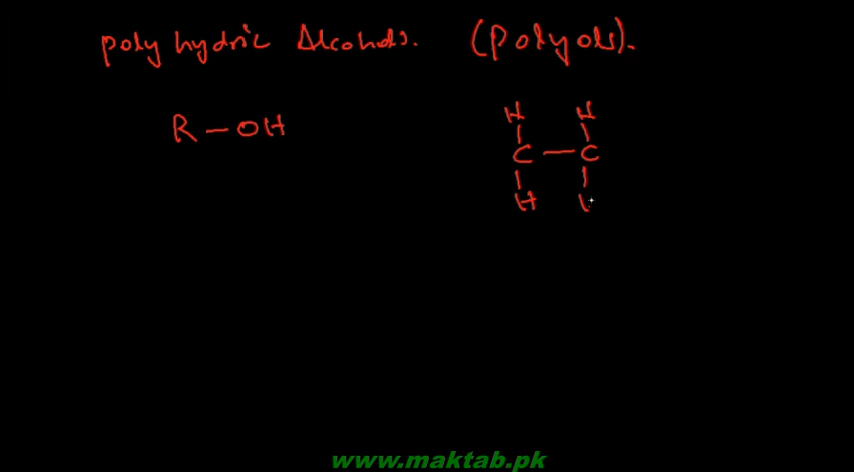 poly hydric Alcohols. (Polyols).
R — OH
H H
C — C
H
www.maktab.pk